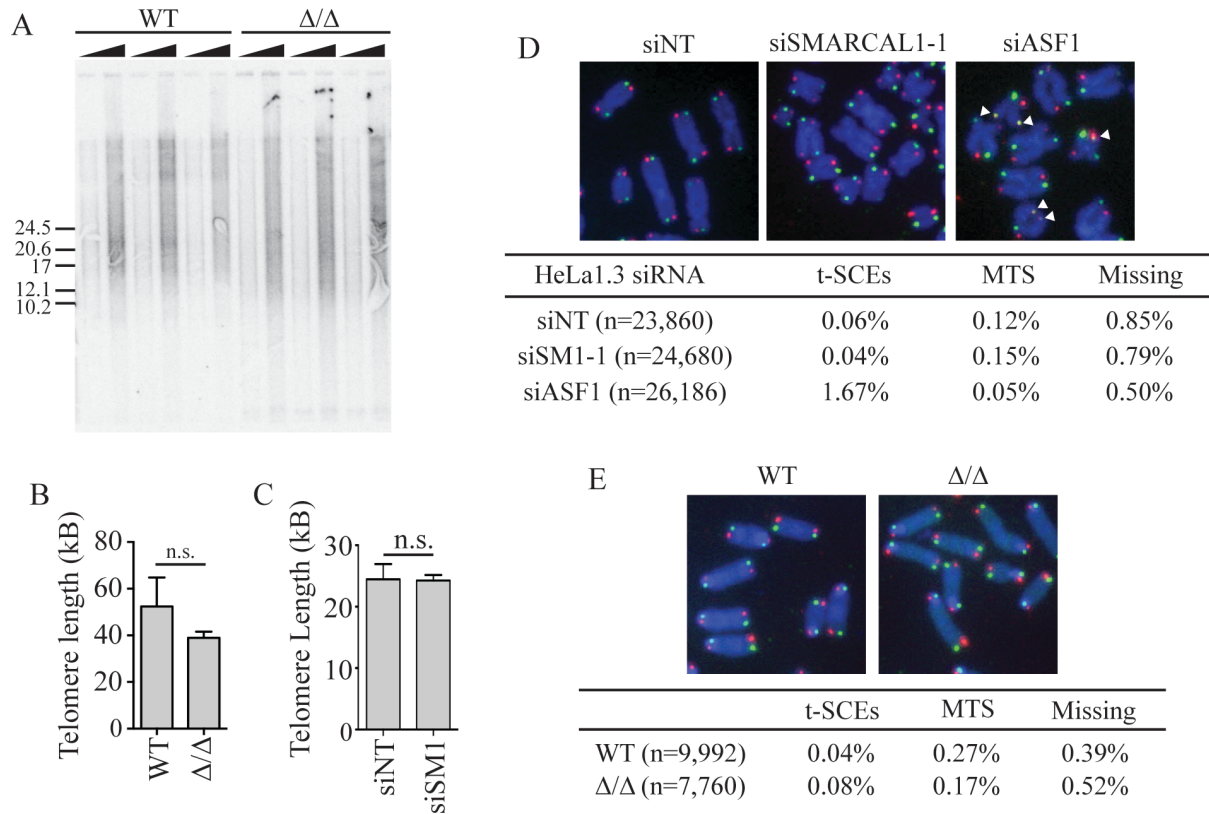 A
WT Δ/Δ
24.5
20.6
17
12.1
10.2
B
Telomere length (kB)
80
60
40
20
0
n.s.
WT
Δ/Δ
C
Telomere Length (kB)
30
20
10
0
n.s.
siNT
siSM1
D
siNT siSMARCAL1-1 siASF1
HeLa1.3 siRNA t-SCEs MTS Missing
siNT (n=23,860) 0.06% 0.12% 0.85%
siSM1-1 (n=24,680) 0.04% 0.15% 0.79%
siASF1 (n=26,186) 1.67% 0.05% 0.50%
E
WT Δ/Δ
t-SCEs MTS Missing
WT (n=9,992) 0.04% 0.27% 0.39%
Δ/Δ (n=7,760) 0.08% 0.17% 0.52%